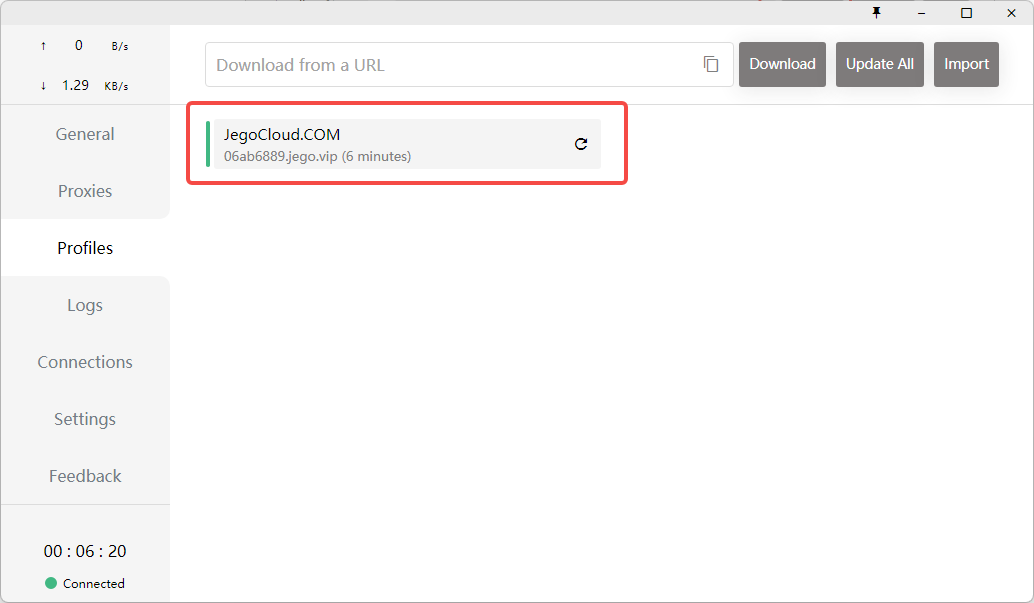 ↑ 0 B/s
↓ 1.29 KB/s
General
Proxies
Profiles
Logs
Connections
Settings
Feedback
00 : 06 : 20
Connected
Download from a URL
Download
Update All
Import
JegoCloud.COM
06ab6889.jego.vip (6 minutes)